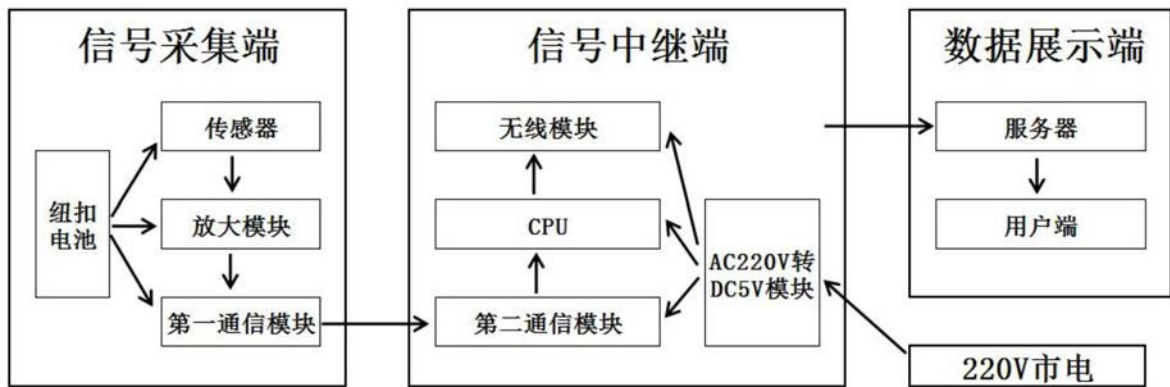 信号采集端
传感器
纽扣
电池
放大模块
第一通信模块
信号中继端
无线模块
CPU
第二通信模块
AC220V转
DC5V模块
数据展示端
服务器
用户端
220V市电